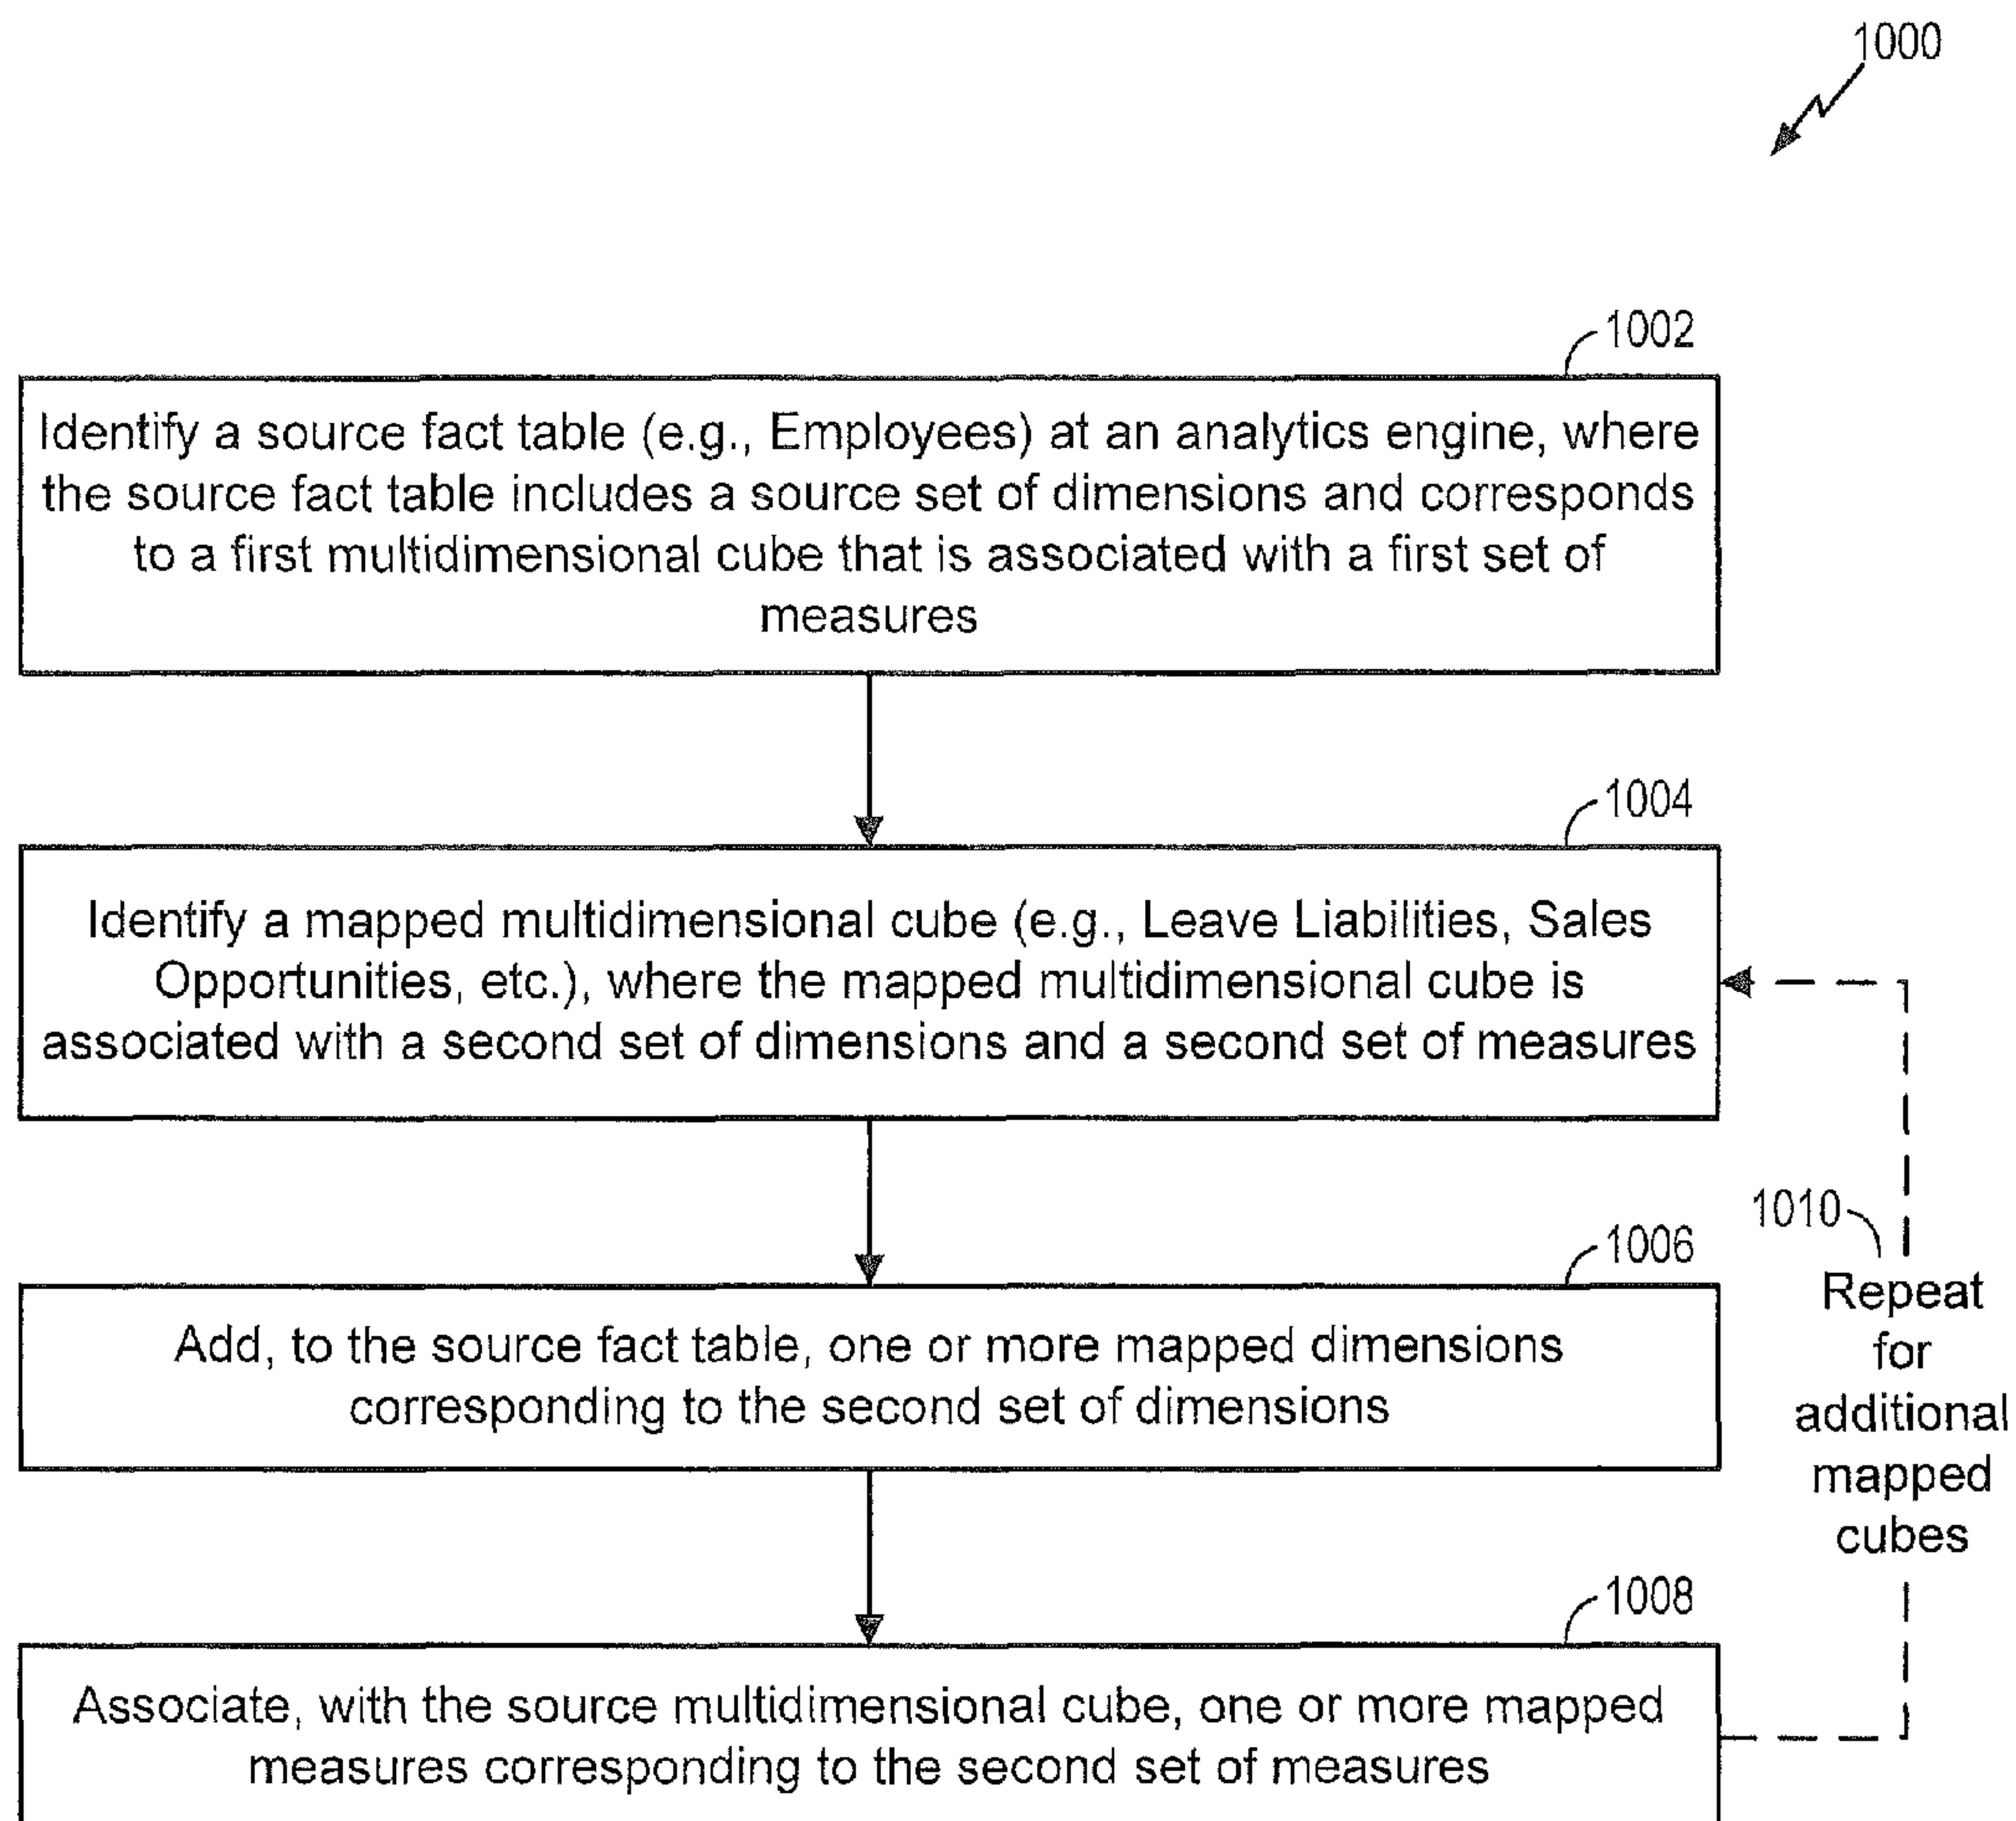 1000
1002
Identify a source fact table (e.g., Employees) at an analytics engine, where
the source fact table includes a source set of dimensions and corresponds
to a first multidimensional cube that is associated with a first set of
measures
1004
Identify a mapped multidimensional cube (e.g., Leave Liabilities, Sales
Opportunities, etc.), where the mapped multidimensional cube is
associated with a second set of dimensions and a second set of measures
1006
Add, to the source fact table, one or more mapped dimensions
corresponding to the second set of dimensions
1010
Repeat
for
additional
mapped
cubes
1008
Associate, with the source multidimensional cube, one or more mapped
measures corresponding to the second set of measures